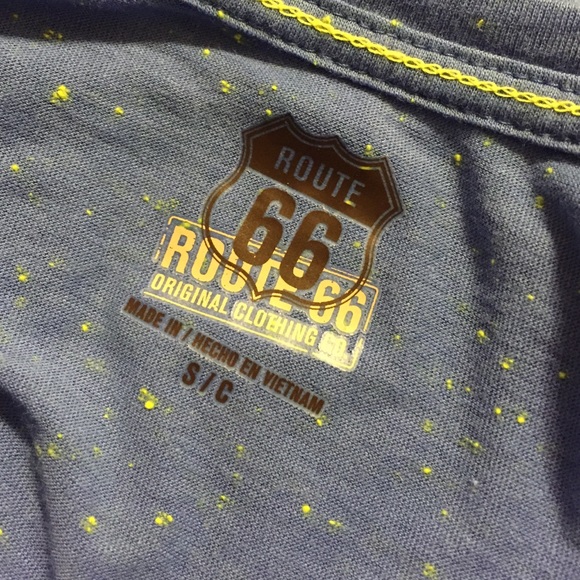 ROUTE
66
ROUTE 66
ORIGINAL CLOTHING CO.
MADE IN / HECHO EN VIETNAM
S / C